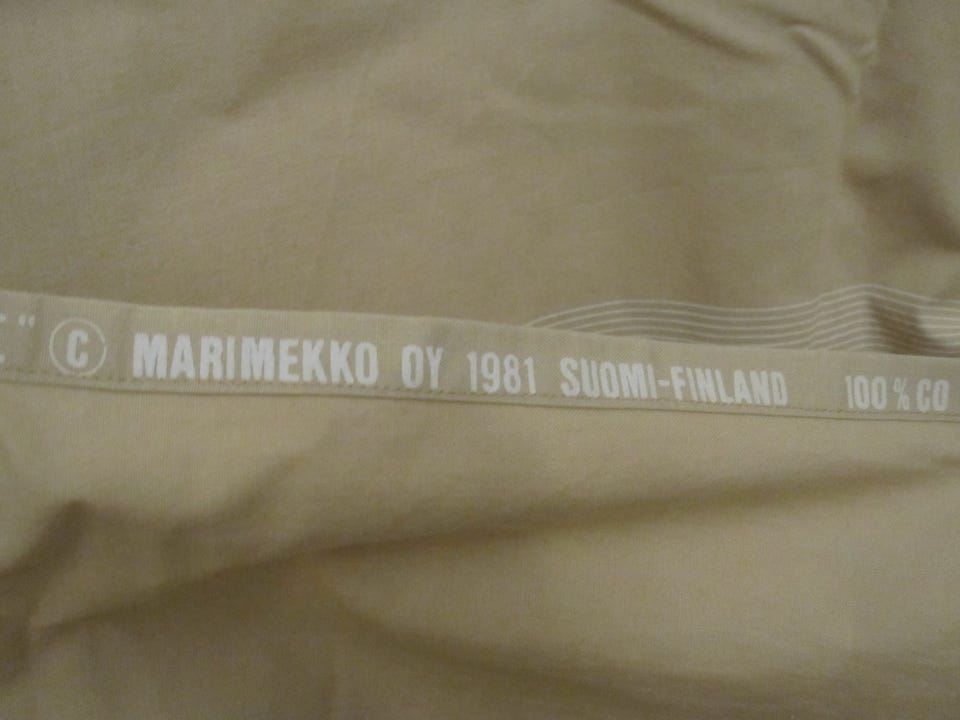 " © MARIMEKKO OY 1981 SUOMI-FINLAND 100% CO